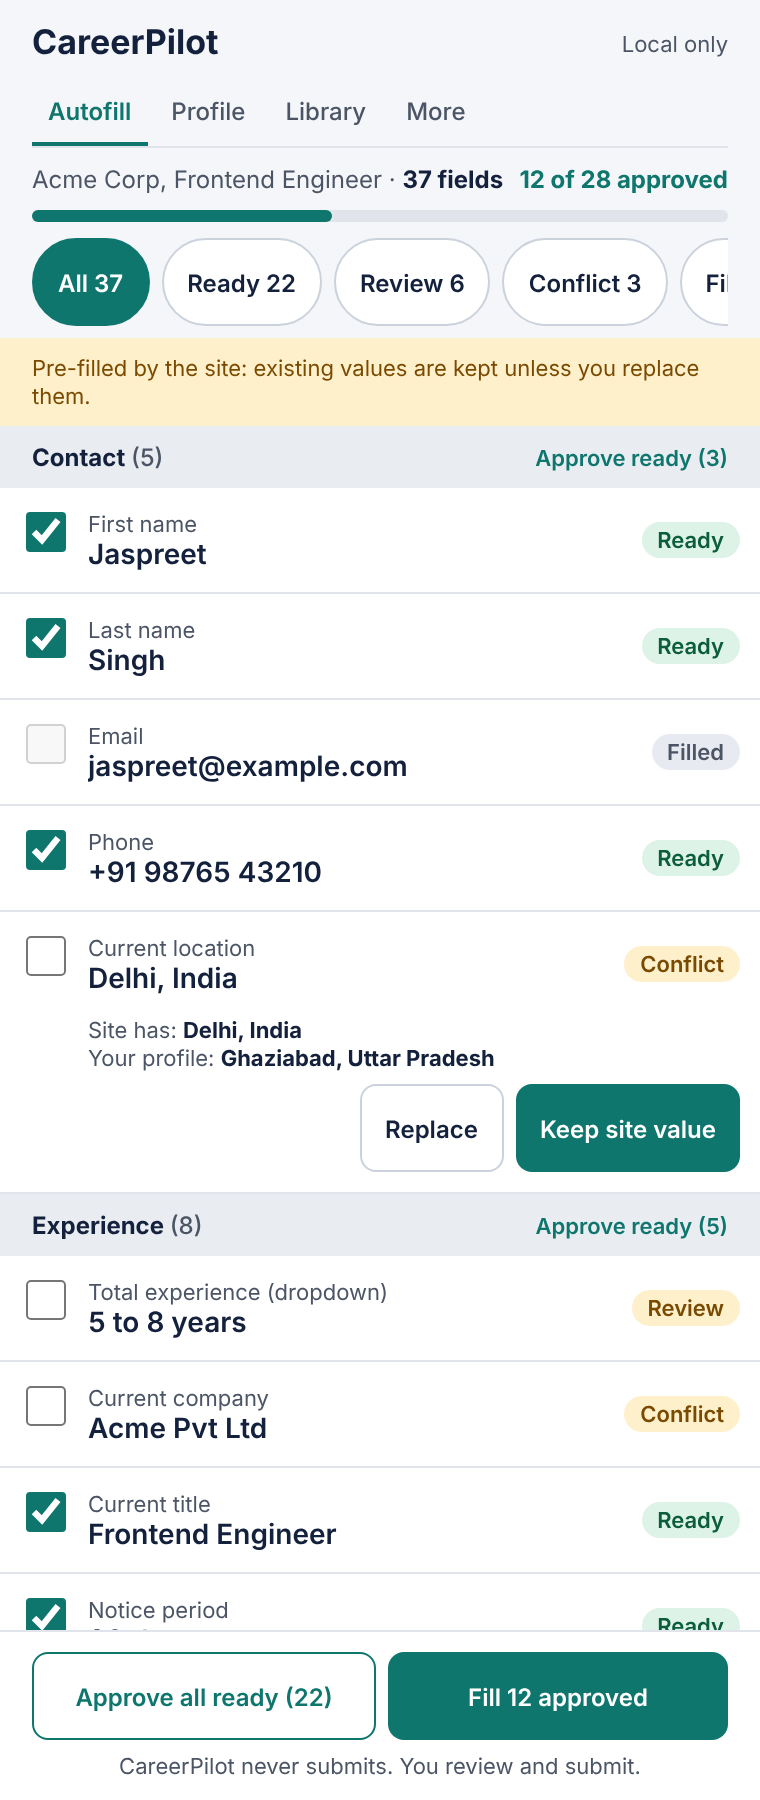 CareerPilot
Local only
Autofill
Profile
Library
More
Acme Corp, Frontend Engineer · 37 fields
12 of 28 approved
All 37
Ready 22
Review 6
Conflict 3
Pre-filled by the site: existing values are kept unless you replace
them.
Contact (5)
Approve ready (3)
First name
Jaspreet
Ready
Last name
Singh
Ready
Email
jaspreet@example.com
Filled
Phone
+91 98765 43210
Ready
Current location
Delhi, India
Conflict
Site has: Delhi, India
Your profile: Ghaziabad, Uttar Pradesh
Replace
Keep site value
Experience (8)
Approve ready (5)
Total experience (dropdown)
5 to 8 years
Review
Current company
Acme Pvt Ltd
Conflict
Current title
Frontend Engineer
Ready
Notice period
Ready
Approve all ready (22)
Fill 12 approved
CareerPilot never submits. You review and submit.